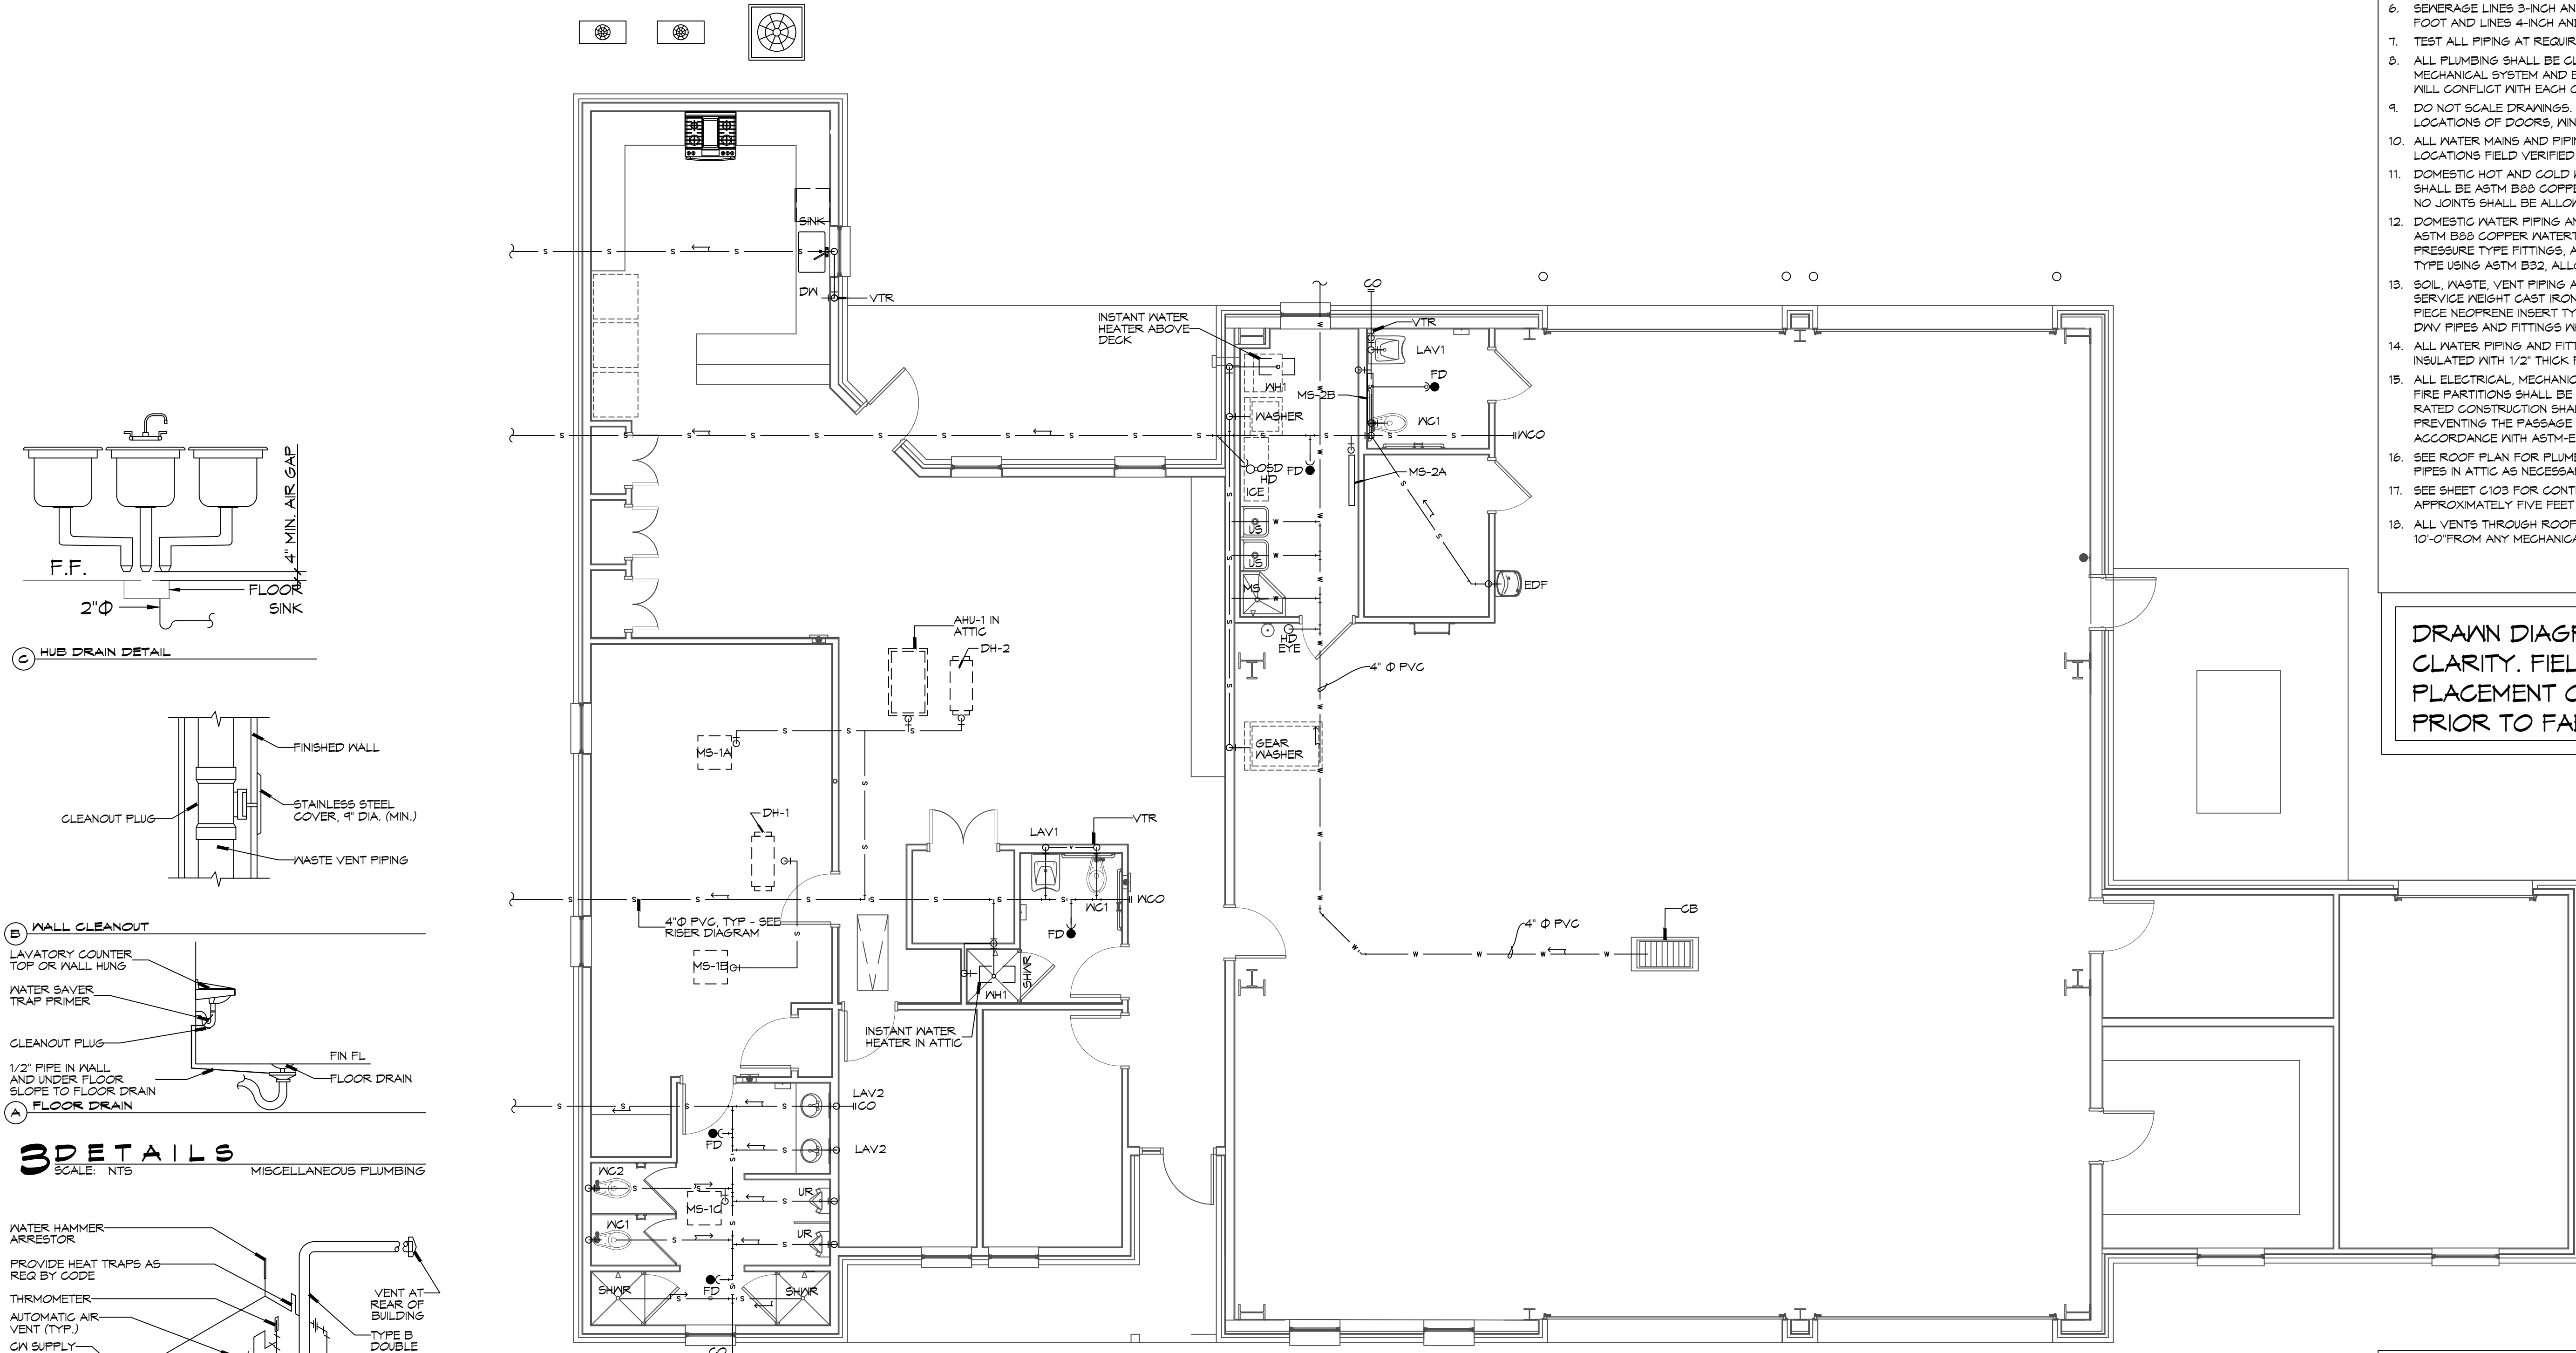 6. SEWERAGE LINES 3-INCH AN
FOOT AND LINES 4-INCH AND
7. TEST ALL PIPING AT REQUIR
8. ALL PLUMBING SHALL BE CL
MECHANICAL SYSTEM AND E
WILL CONFLICT WITH EACH O
9. DO NOT SCALE DRAWINGS.
LOCATIONS OF DOORS, WIN
10. ALL WATER MAINS AND PIPIN
LOCATIONS FIELD VERIFIED
11. DOMESTIC HOT AND COLD W
SHALL BE ASTM B88 COPPE
NO JOINTS SHALL BE ALLOW
12. DOMESTIC WATER PIPING AN
ASTM B88 COPPER WATERT
PRESSURE TYPE FITTINGS, A
TYPE USING ASTM B32, ALLO
13. SOIL, WASTE, VENT PIPING A
SERVICE WEIGHT CAST IRON
PIECE NEOPRENE INSERT TY
DWV PIPES AND FITTINGS W
14. ALL WATER PIPING AND FITT
INSULATED WITH 1/2" THICK F
15. ALL ELECTRICAL, MECHANIC
FIRE PARTITIONS SHALL BE
RATED CONSTRUCTION SHAL
PREVENTING THE PASSAGE
ACCORDANCE WITH ASTM-E
16. SEE ROOF PLAN FOR PLUMB
PIPES IN ATTIC AS NECESSA
17. SEE SHEET C103 FOR CONTI
APPROXIMATELY FIVE FEET
18. ALL VENTS THROUGH ROOF
10'-0"FROM ANY MECHANICA
DRAWN DIAGR
CLARITY. FIEL
PLACEMENT O
PRIOR TO FAB
SINK
DW
VTR
INSTANT WATER
HEATER ABOVE
DECK
CO
VTR
LAV1
FD
WH1
MS-2B
WASHER
WC1
WCO
OSD
HD
FD
ICE
MS-2A
US
US
MS
EDF
HD
EYE
4" Φ PVC
GEAR
WASHER
AHU-1 IN
ATTIC
DH-2
MS-1A
DH-1
4"Φ PVC, TYP - SEE
RISER DIAGRAM
MS-1B
LAV1
VTR
WC1
WCO
FD
SHWR
WH1
INSTANT WATER
HEATER IN ATTIC
4" Φ PVC
CB
LAV2
CO
LAV2
FD
WC2
UR
MS-1C
WC1
UR
SHWR
FD
SHWR
CO
4" MIN. AIR GAP
F.F.
FLOOR
SINK
2"Φ
C HUB DRAIN DETAIL
FINISHED WALL
STAINLESS STEEL
COVER, 9" DIA. (MIN.)
CLEANOUT PLUG
WASTE VENT PIPING
B WALL CLEANOUT
LAVATORY COUNTER
TOP OR WALL HUNG
WATER SAVER
TRAP PRIMER
CLEANOUT PLUG
FIN FL
1/2" PIPE IN WALL
AND UNDER FLOOR
SLOPE TO FLOOR DRAIN
FLOOR DRAIN
A FLOOR DRAIN
3 DETAILS
SCALE: NTS MISCELLANEOUS PLUMBING
WATER HAMMER
ARRESTOR
PROVIDE HEAT TRAPS AS
REQ BY CODE
THRMOMETER
AUTOMATIC AIR
VENT (TYP.)
CW SUPPLY
VENT AT
REAR OF
BUILDING
TYPE B
DOUBLE